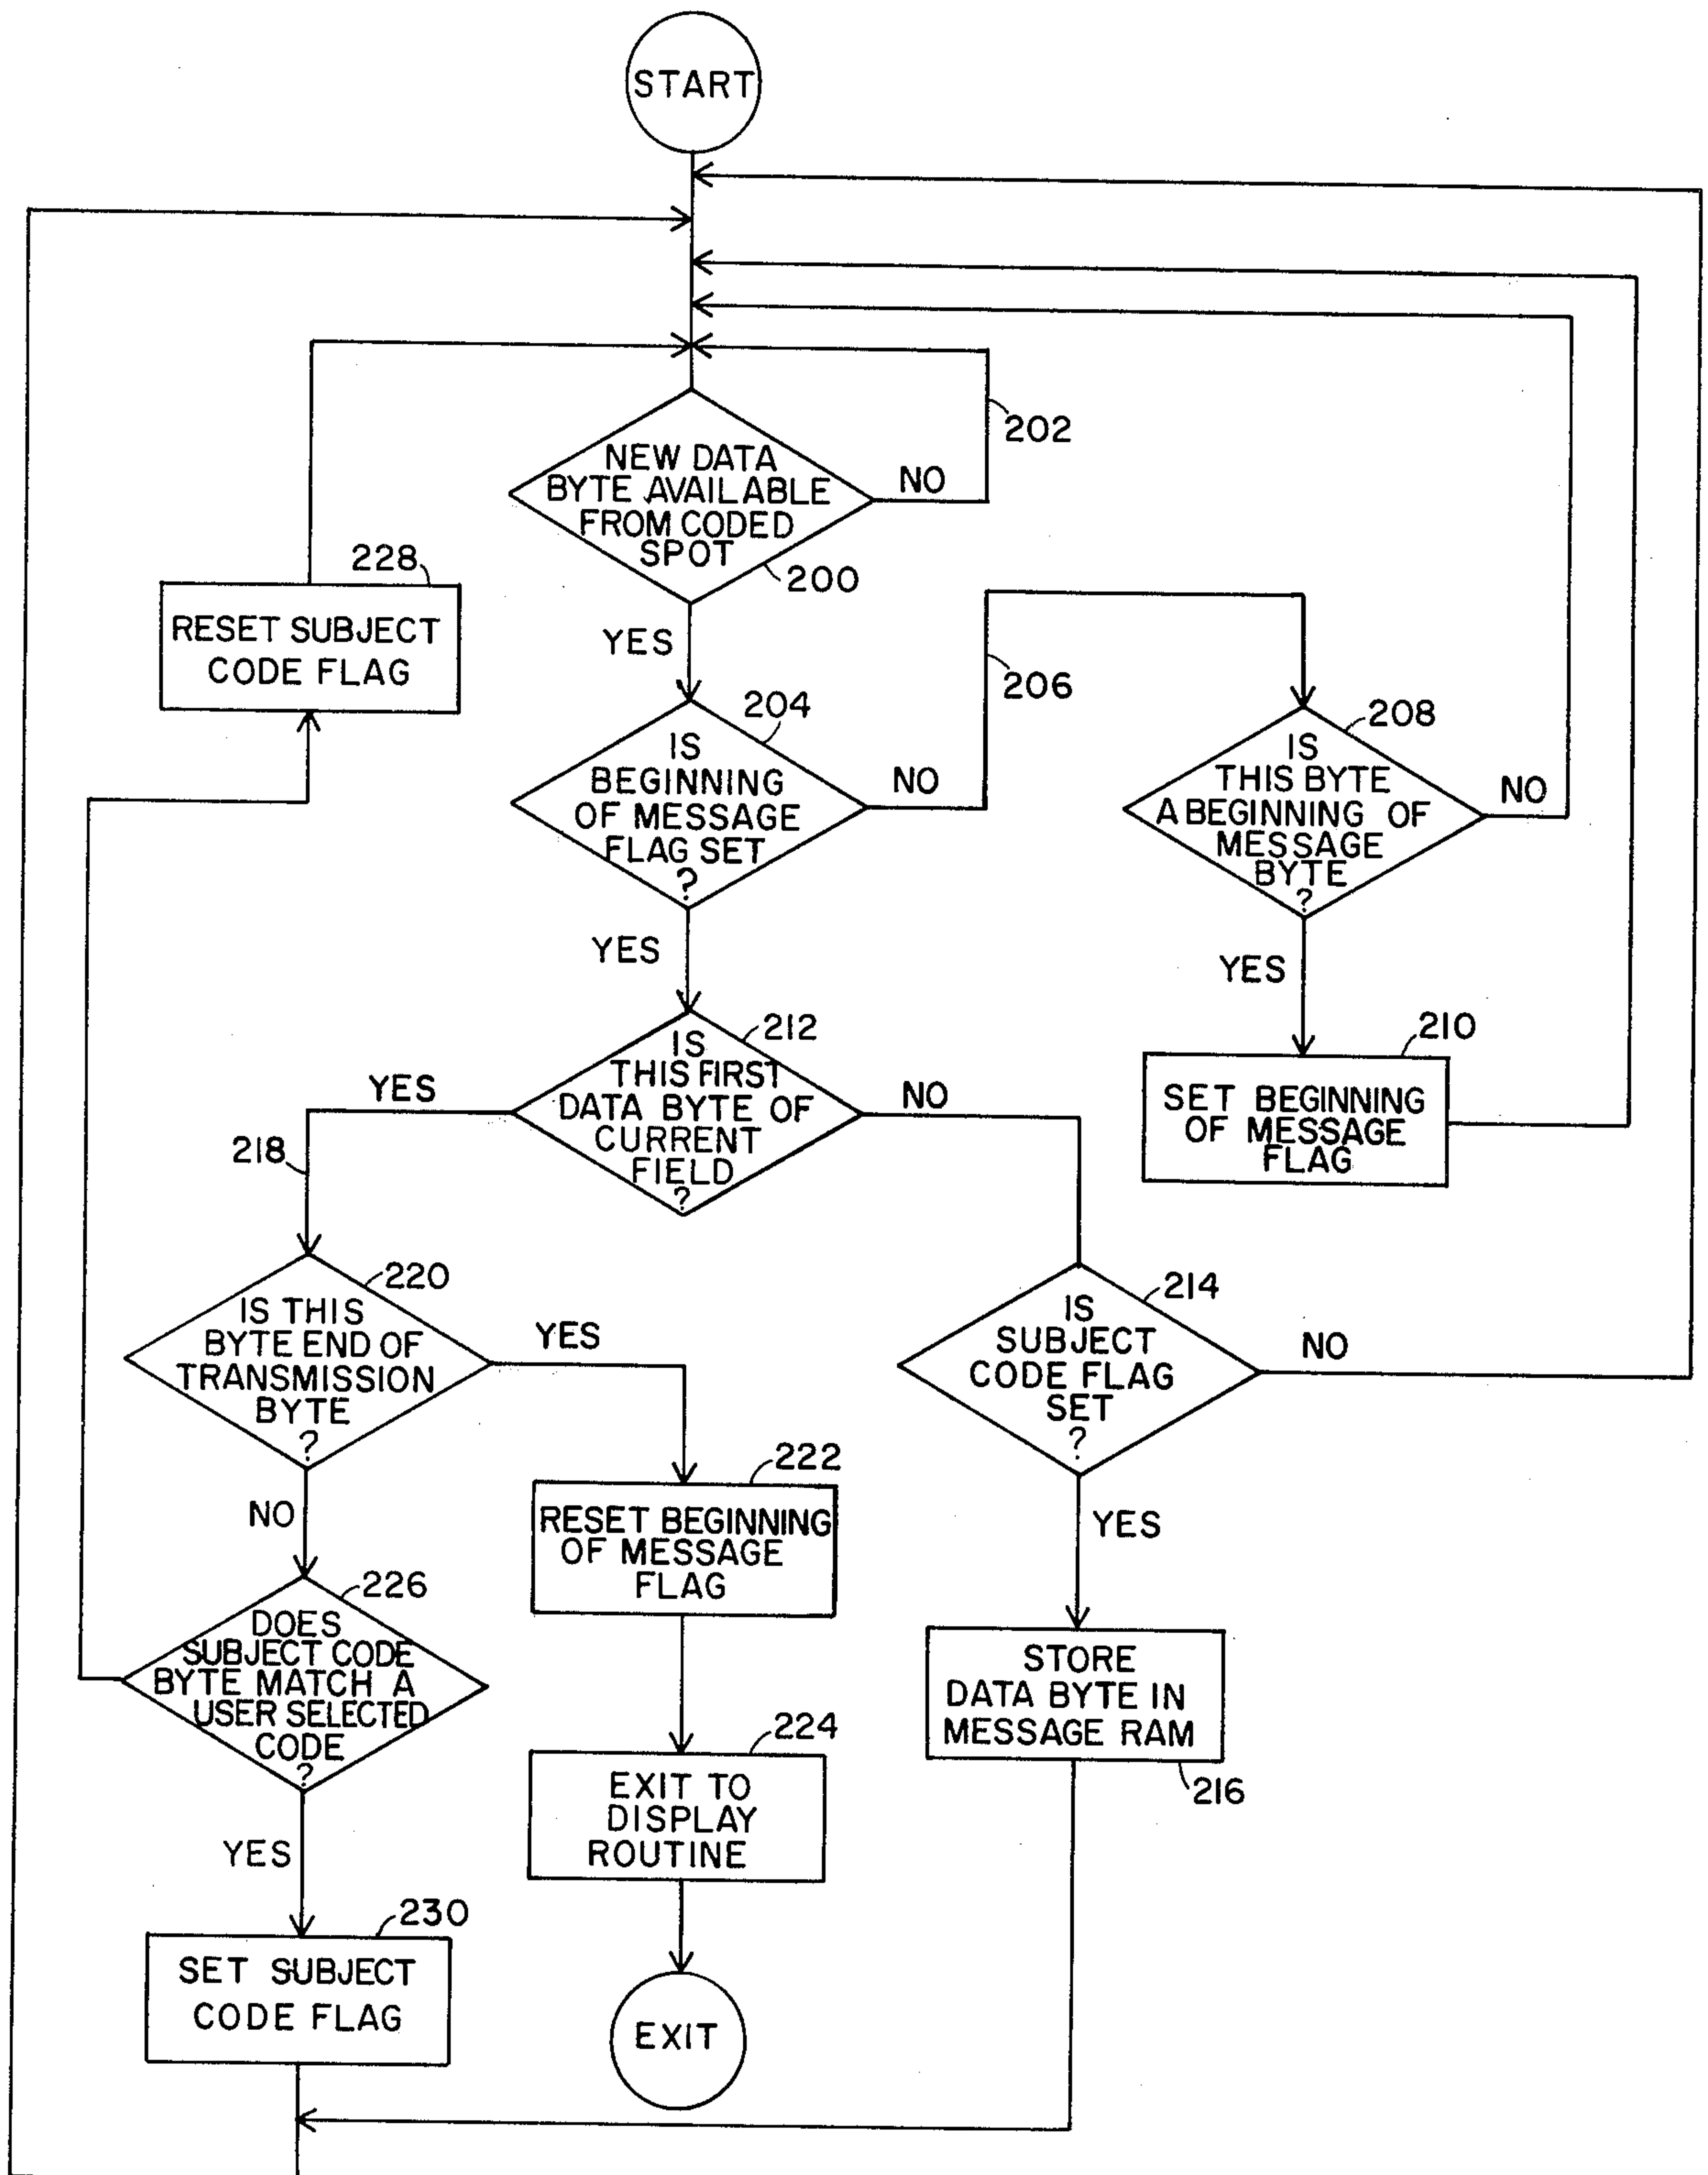 START
NEW DATA
BYTE AVAILABLE
FROM CODED
SPOT
NO
202
200
228
RESET SUBJECT
CODE FLAG
YES
204
IS
BEGINNING
OF MESSAGE
FLAG SET
?
NO
206
208
IS
THIS BYTE
A BEGINNING OF
MESSAGE
BYTE
?
NO
YES
YES
210
SET BEGINNING
OF MESSAGE
FLAG
212
IS
THIS FIRST
DATA BYTE OF
CURRENT
FIELD
?
YES
NO
218
220
IS THIS
BYTE END OF
TRANSMISSION
BYTE
?
YES
214
IS
SUBJECT
CODE FLAG
SET
?
NO
NO
222
RESET BEGINNING
OF MESSAGE
FLAG
YES
226
DOES
SUBJECT CODE
BYTE MATCH A
USER SELECTED
CODE
?
224
EXIT TO
DISPLAY
ROUTINE
STORE
DATA BYTE IN
MESSAGE RAM
216
YES
230
SET SUBJECT
CODE FLAG
EXIT